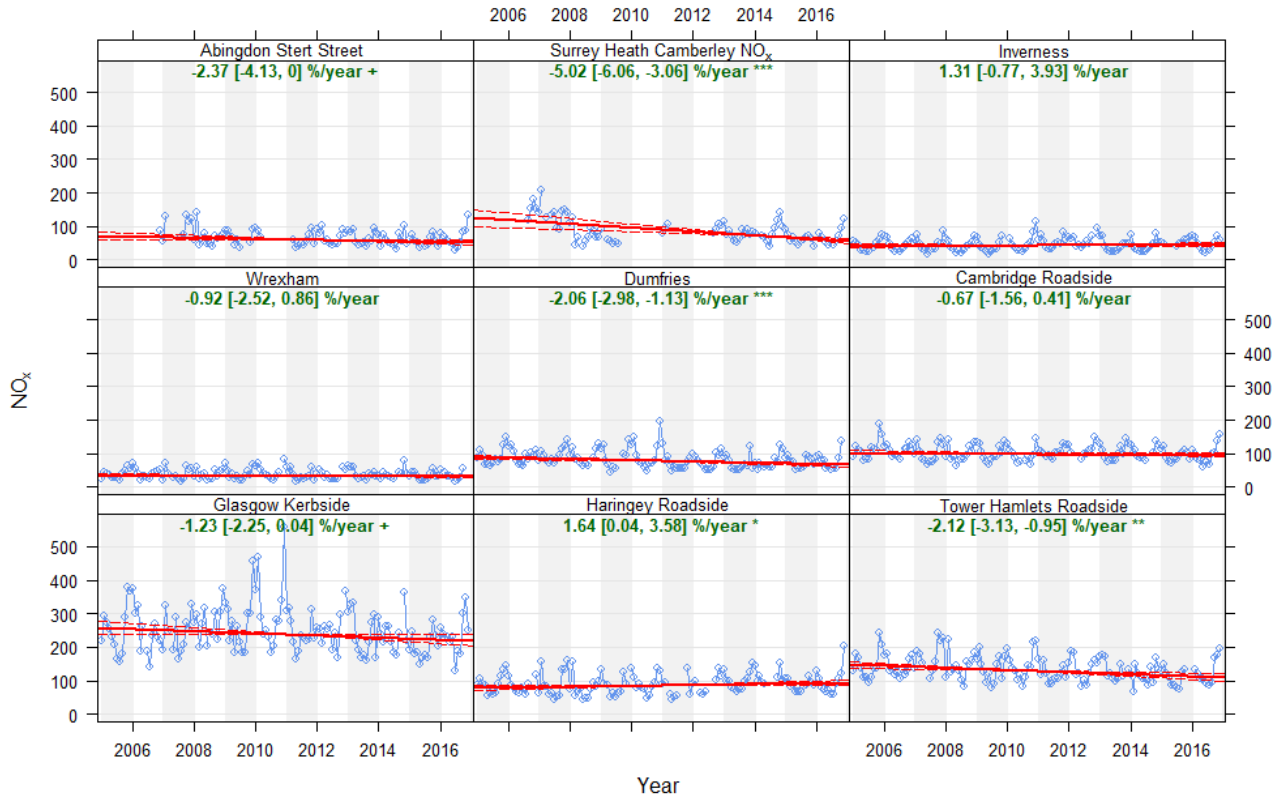 2006 2008 2010 2012 2014 2016
Abingdon Stert Street
-2.37 [-4.13, 0] %/year +
Surrey Heath Camberley NOx
-5.02 [-6.06, -3.06] %/year ***
Inverness
1.31 [-0.77, 3.93] %/year
500
400
300
200
100
0
Wrexham
-0.92 [-2.52, 0.86] %/year
Dumfries
-2.06 [-2.98, -1.13] %/year ***
Cambridge Roadside
-0.67 [-1.56, 0.41] %/year
500
400
300
200
100
0
NOx
Glasgow Kerbside
-1.23 [-2.25, 0.04] %/year +
Haringey Roadside
1.64 [0.04, 3.58] %/year *
Tower Hamlets Roadside
-2.12 [-3.13, -0.95] %/year **
500
400
300
200
100
0
2006 2008 2010 2012 2014 2016
2006 2008 2010 2012 2014 2016
Year